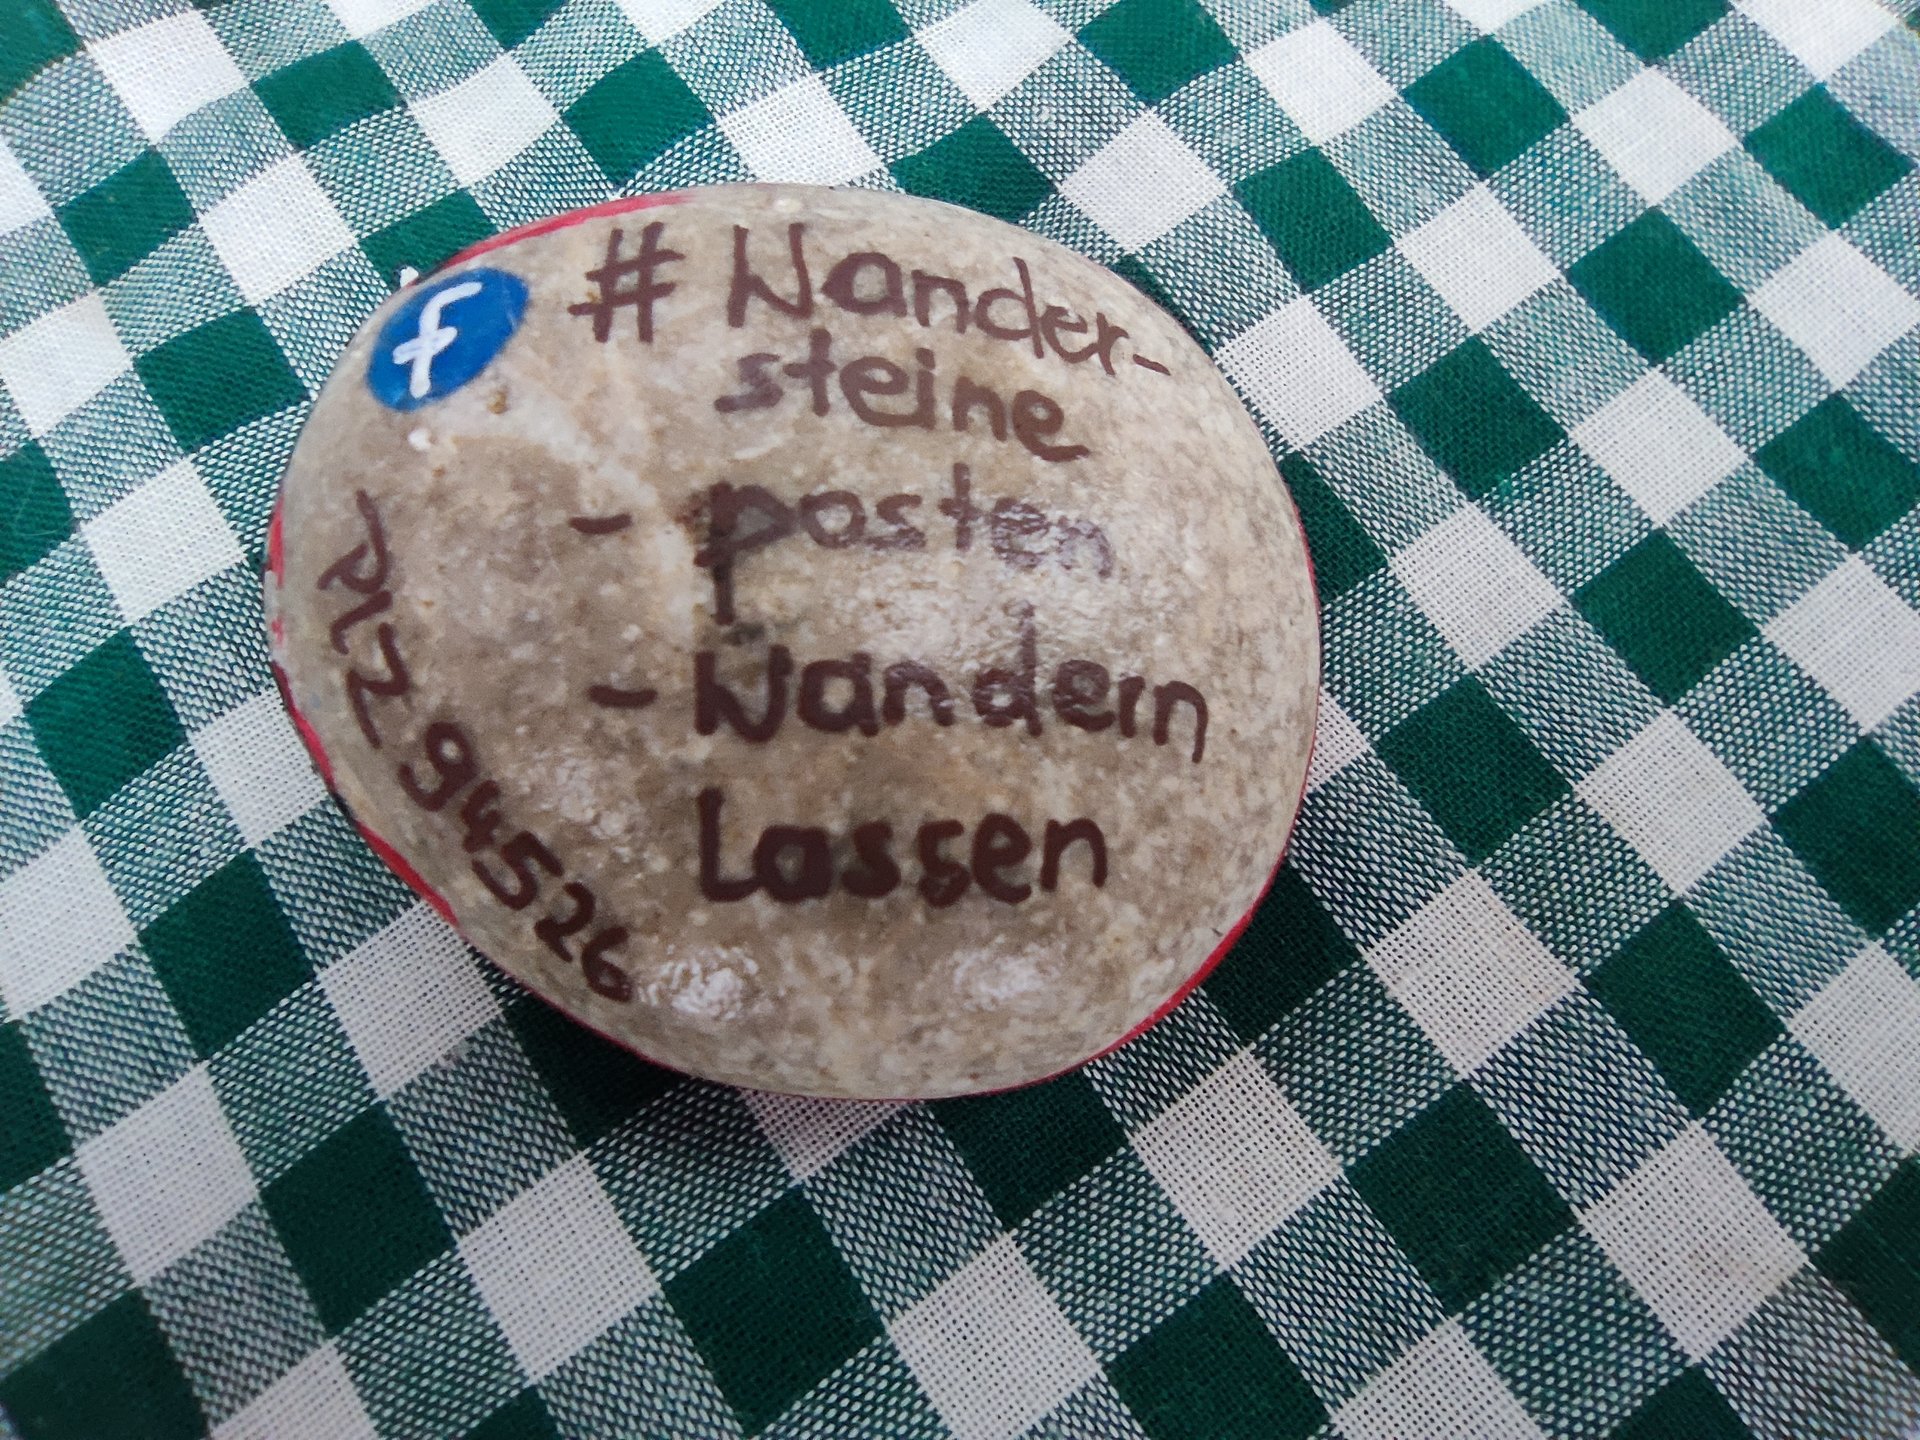 f
# Wander-
steine
- posten
- Wandern
Lassen
PLZ 94526